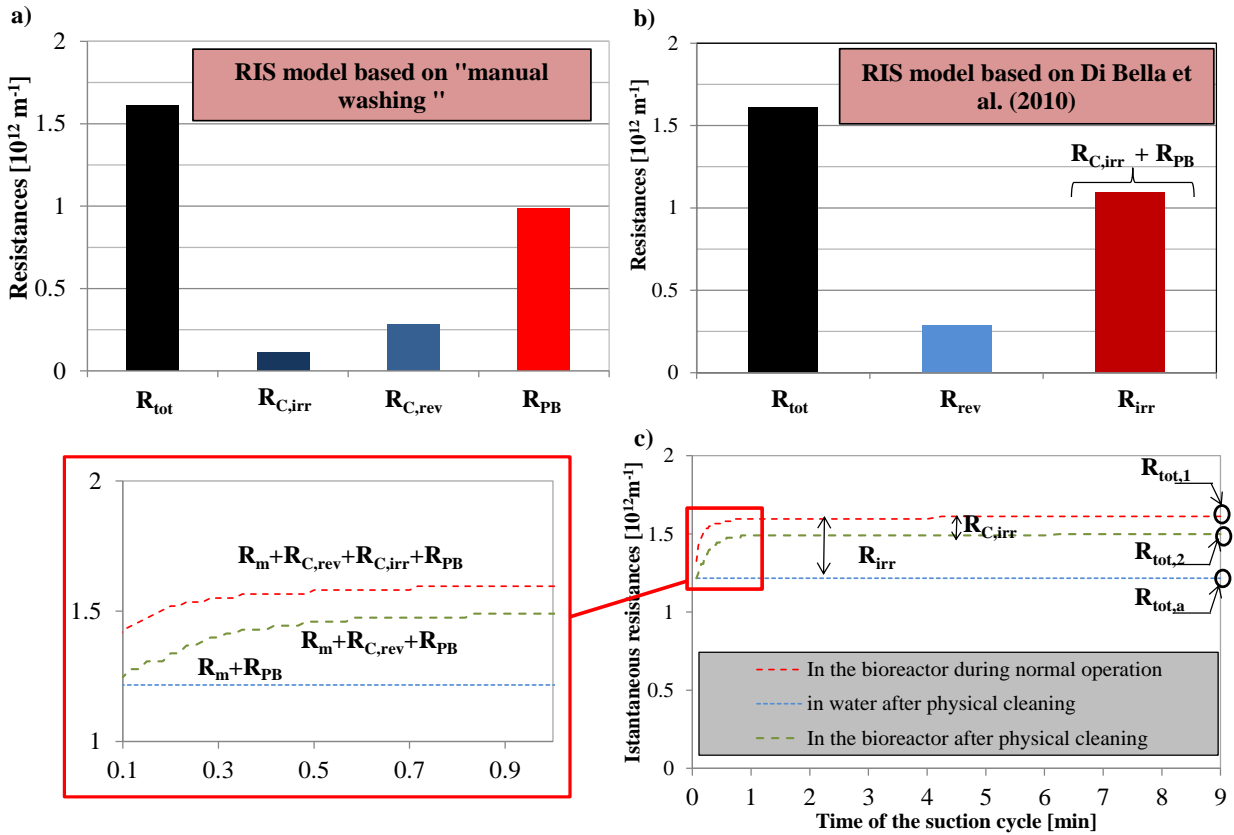 a)
RIS model based on "manual
washing "
Resistances [10¹² m⁻¹]
2
1.5
1
0.5
0
R_tot
R_C,irr
R_C,rev
R_PB
b)
RIS model based on Di Bella et
al. (2010)
Resistances [10¹² m⁻¹]
2
1.5
1
0.5
0
R_C,irr + R_PB
R_tot
R_rev
R_irr
2
1.5
1
R_m+R_C,rev+R_C,irr+R_PB
R_m+R_C,rev+R_PB
R_m+R_PB
0.1
0.3
0.5
0.7
0.9
c)
Istantaneous resistances [10¹²m⁻¹]
2
1.5
1
0.5
0
R_tot,1
R_C,irr
R_irr
R_tot,2
R_tot,a
In the bioreactor during normal operation
in water after physical cleaning
In the bioreactor after physical cleaning
0 1 2 3 4 5 6 7 8 9
Time of the suction cycle [min]